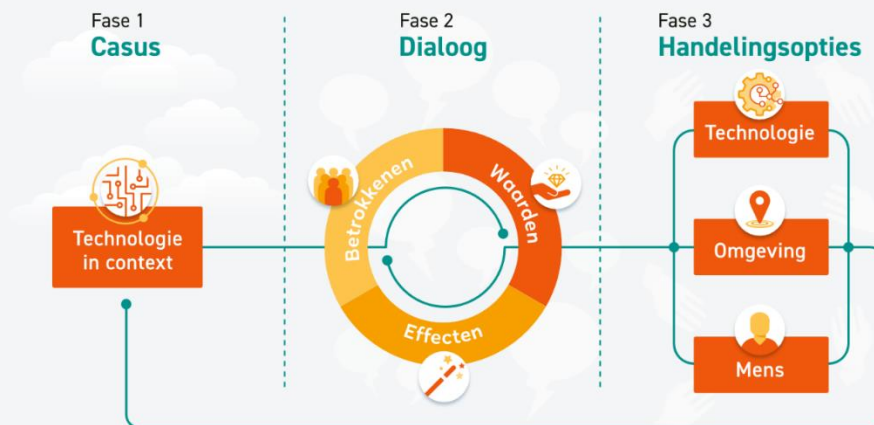 Fase 1
Casus
Technologie
in context
Fase 2
Dialoog
Betrokkenen
Waarden
Effecten
Fase 3
Handelingsopties
Technologie
Omgeving
Mens